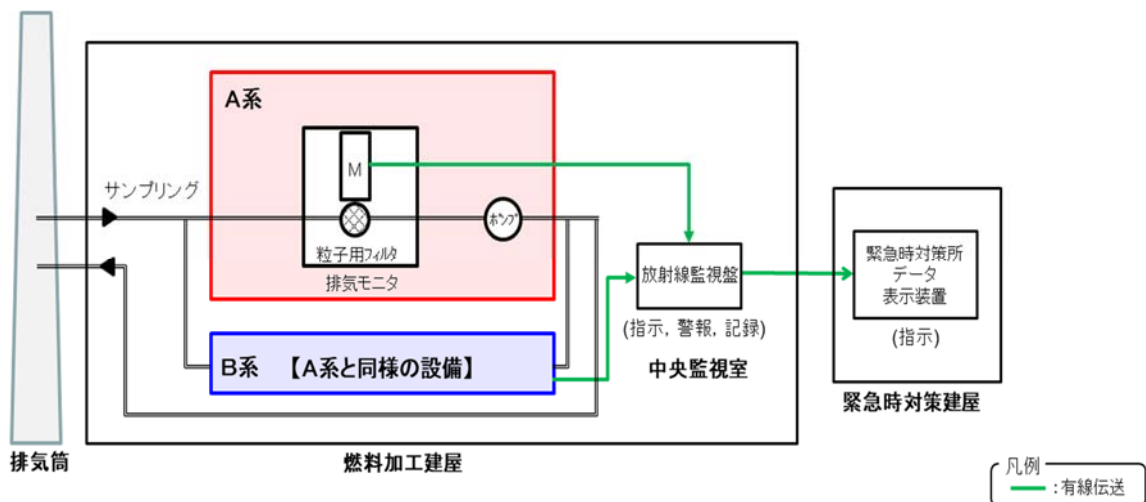 A系
M
サンプリング
ポンプ
粒子用フィルタ
排気モニタ
放射線監視盤
(指示，警報，記録)
中央監視室
緊急時対策所
データ
表示装置
(指示)
緊急時対策建屋
B系 【A系と同様の設備】
排気筒
燃料加工建屋
凡例
：有線伝送